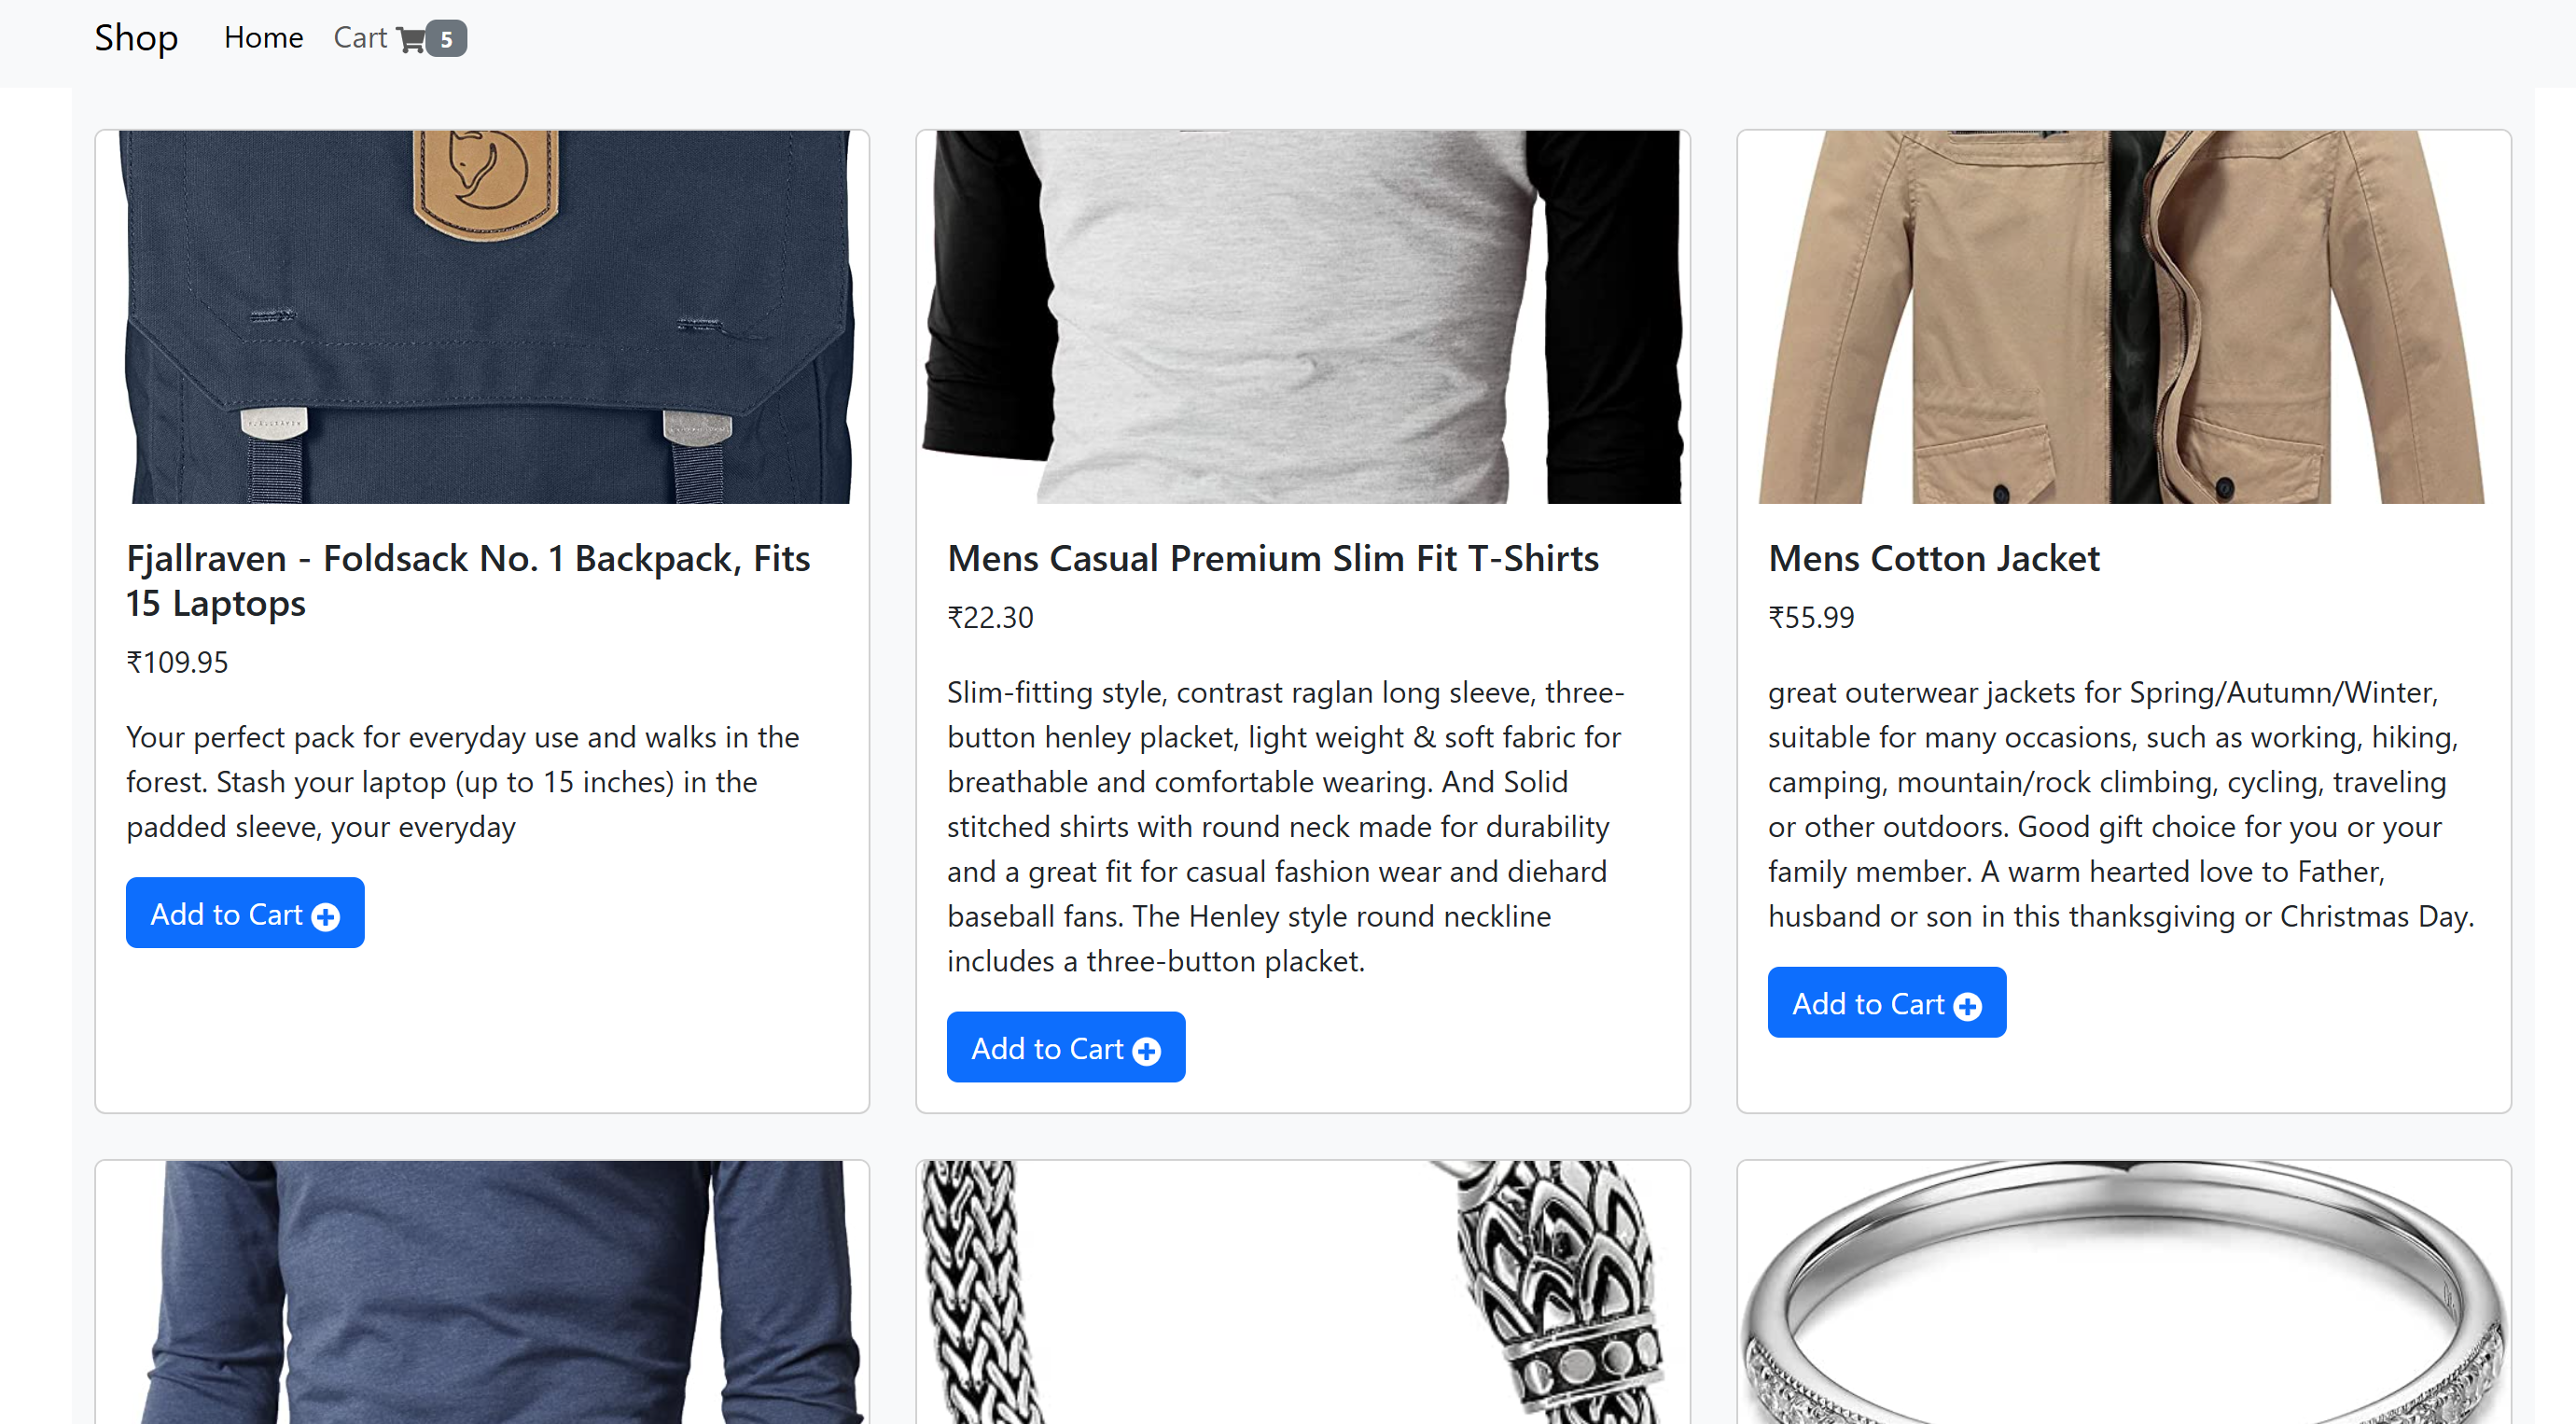 Shop Home Cart 5
Fjallraven - Foldsack No. 1 Backpack, Fits
15 Laptops
₹109.95
Your perfect pack for everyday use and walks in the
forest. Stash your laptop (up to 15 inches) in the
padded sleeve, your everyday
Add to Cart
Mens Casual Premium Slim Fit T-Shirts
₹22.30
Slim-fitting style, contrast raglan long sleeve, three-
button henley placket, light weight & soft fabric for
breathable and comfortable wearing. And Solid
stitched shirts with round neck made for durability
and a great fit for casual fashion wear and diehard
baseball fans. The Henley style round neckline
includes a three-button placket.
Add to Cart
Mens Cotton Jacket
₹55.99
great outerwear jackets for Spring/Autumn/Winter,
suitable for many occasions, such as working, hiking,
camping, mountain/rock climbing, cycling, traveling
or other outdoors. Good gift choice for you or your
family member. A warm hearted love to Father,
husband or son in this thanksgiving or Christmas Day.
Add to Cart